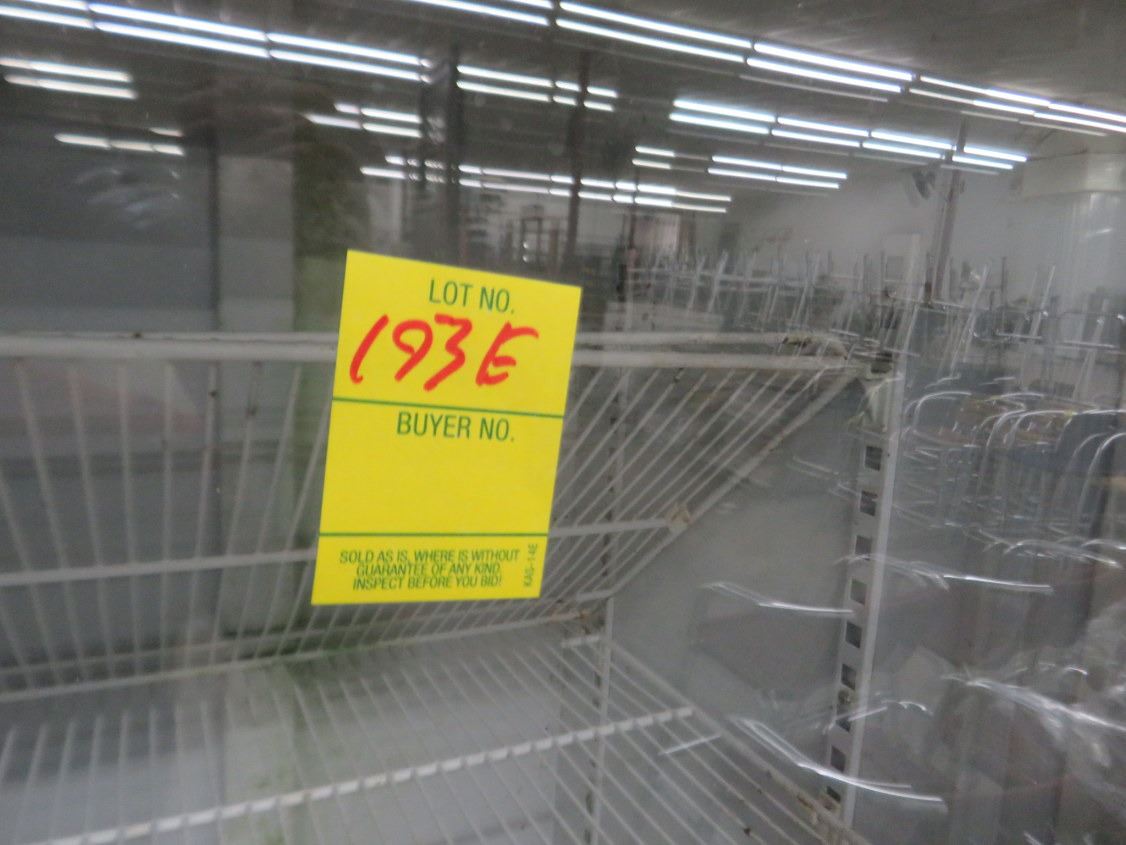 LOT NO.
193E
BUYER NO.
SOLD AS IS, WHERE IS WITHOUT
GUARANTEE OF ANY KIND.
INSPECT BEFORE YOU BID!
KAS-14E